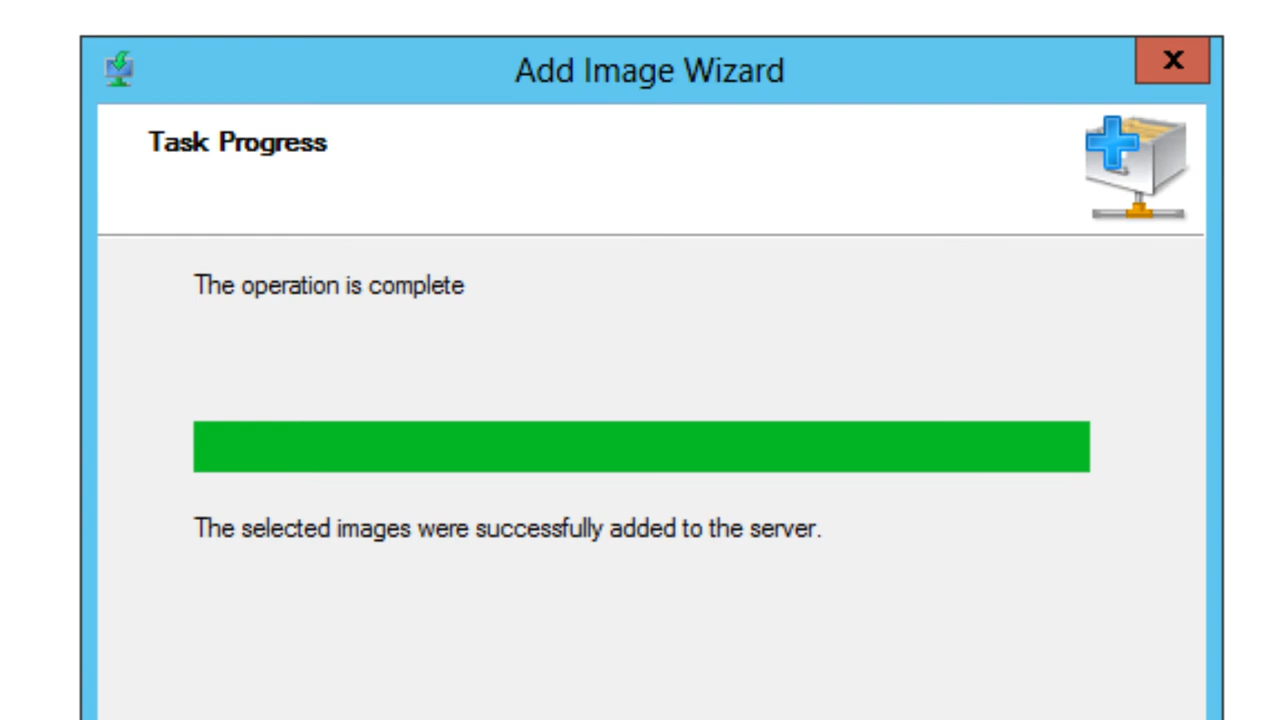 Add Image Wizard
x
Task Progress
The operation is complete
The selected images were successfully added to the server.